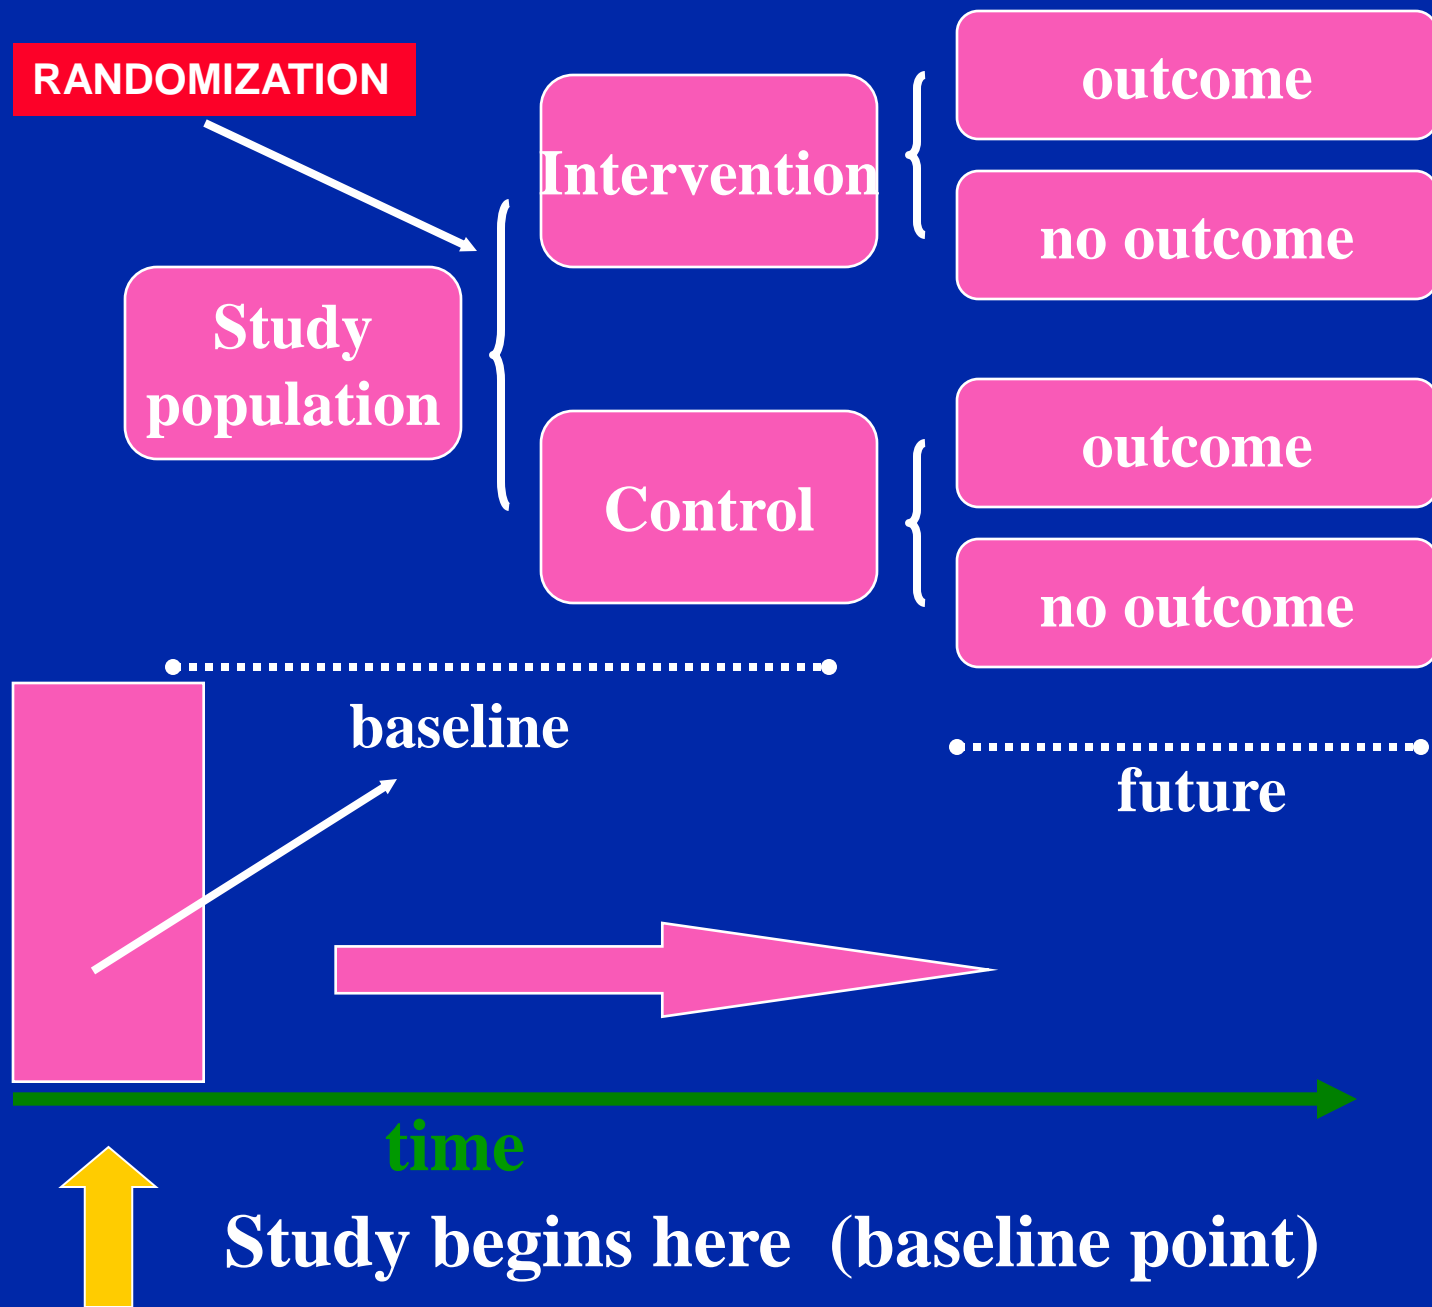 RANDOMIZATION
Study
population
Intervention
Control
outcome
no outcome
outcome
no outcome
baseline
future
time
Study begins here (baseline point)